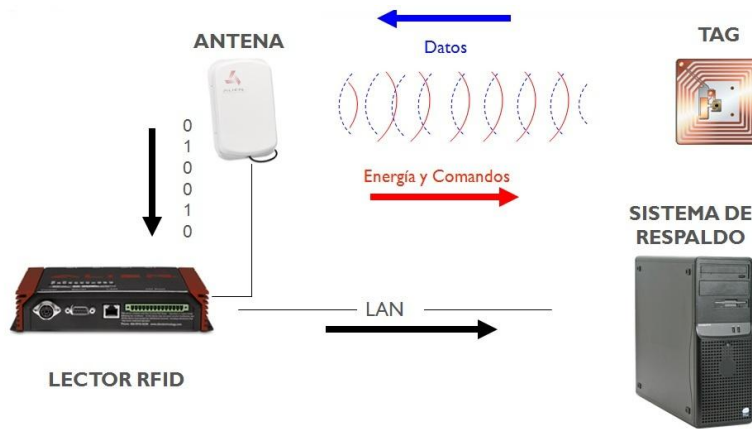 ANTENA
Datos
TAG
0
1
0
0
1
0
Energía y Comandos
SISTEMA DE
RESPALDO
LAN
LECTOR RFID